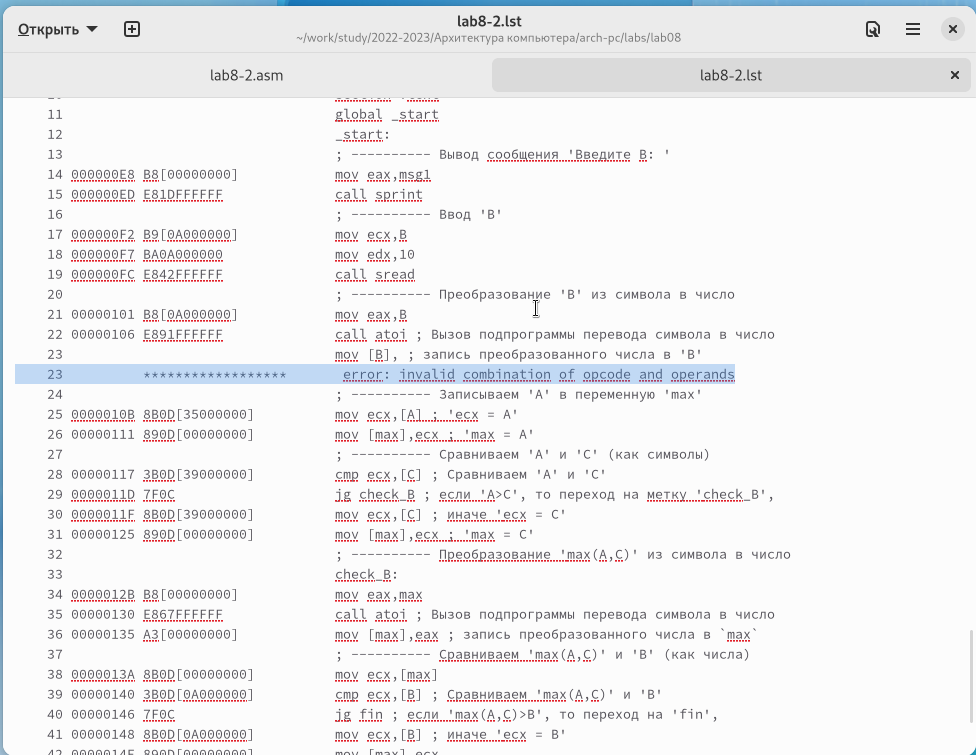 Открыть
lab8-2.lst
~/work/study/2022-2023/Архитектура компьютера/arch-pc/labs/lab08
lab8-2.asm
lab8-2.lst
11 global _start
12 _start:
13 ; ---------- Вывод сообщения 'Введите B: '
14 000000E8 B8[00000000] mov eax,msg1
15 000000ED E81DFFFFFF call sprint
16 ; ---------- Ввод 'B'
17 000000F2 B9[0A000000] mov ecx,B
18 000000F7 BA0A000000 mov edx,10
19 000000FC E842FFFFFF call sread
20 ; ---------- Преобразование 'B' из символа в число
21 00000101 B8[0A000000] mov eax,B
22 00000106 E891FFFFFF call atoi ; Вызов подпрограммы перевода символа в число
23 mov [B], ; запись преобразованного числа в 'B'
23 ****************** error: invalid combination of opcode and operands
24 ; ---------- Записываем 'A' в переменную 'max'
25 0000010B 8B0D[35000000] mov ecx,[A] ; 'ecx = A'
26 00000111 890D[00000000] mov [max],ecx ; 'max = A'
27 ; ---------- Сравниваем 'A' и 'С' (как символы)
28 00000117 3B0D[39000000] cmp ecx,[C] ; Сравниваем 'A' и 'С'
29 0000011D 7F0C jg check_B ; если 'A>C', то переход на метку 'check_B',
30 0000011F 8B0D[39000000] mov ecx,[C] ; иначе 'ecx = C'
31 00000125 890D[00000000] mov [max],ecx ; 'max = C'
32 ; ---------- Преобразование 'max(A,C)' из символа в число
33 check_B:
34 0000012B B8[00000000] mov eax,max
35 00000130 E867FFFFFF call atoi ; Вызов подпрограммы перевода символа в число
36 00000135 A3[00000000] mov [max],eax ; запись преобразованного числа в `max`
37 ; ---------- Сравниваем 'max(A,C)' и 'B' (как числа)
38 0000013A 8B0D[00000000] mov ecx,[max]
39 00000140 3B0D[0A000000] cmp ecx,[B] ; Сравниваем 'max(A,C)' и 'B'
40 00000146 7F0C jg fin ; если 'max(A,C)>B', то переход на 'fin',
41 00000148 8B0D[0A000000] mov ecx,[B] ; иначе 'ecx = B'
42 0000014E 890D[00000000] mov [max],ecx